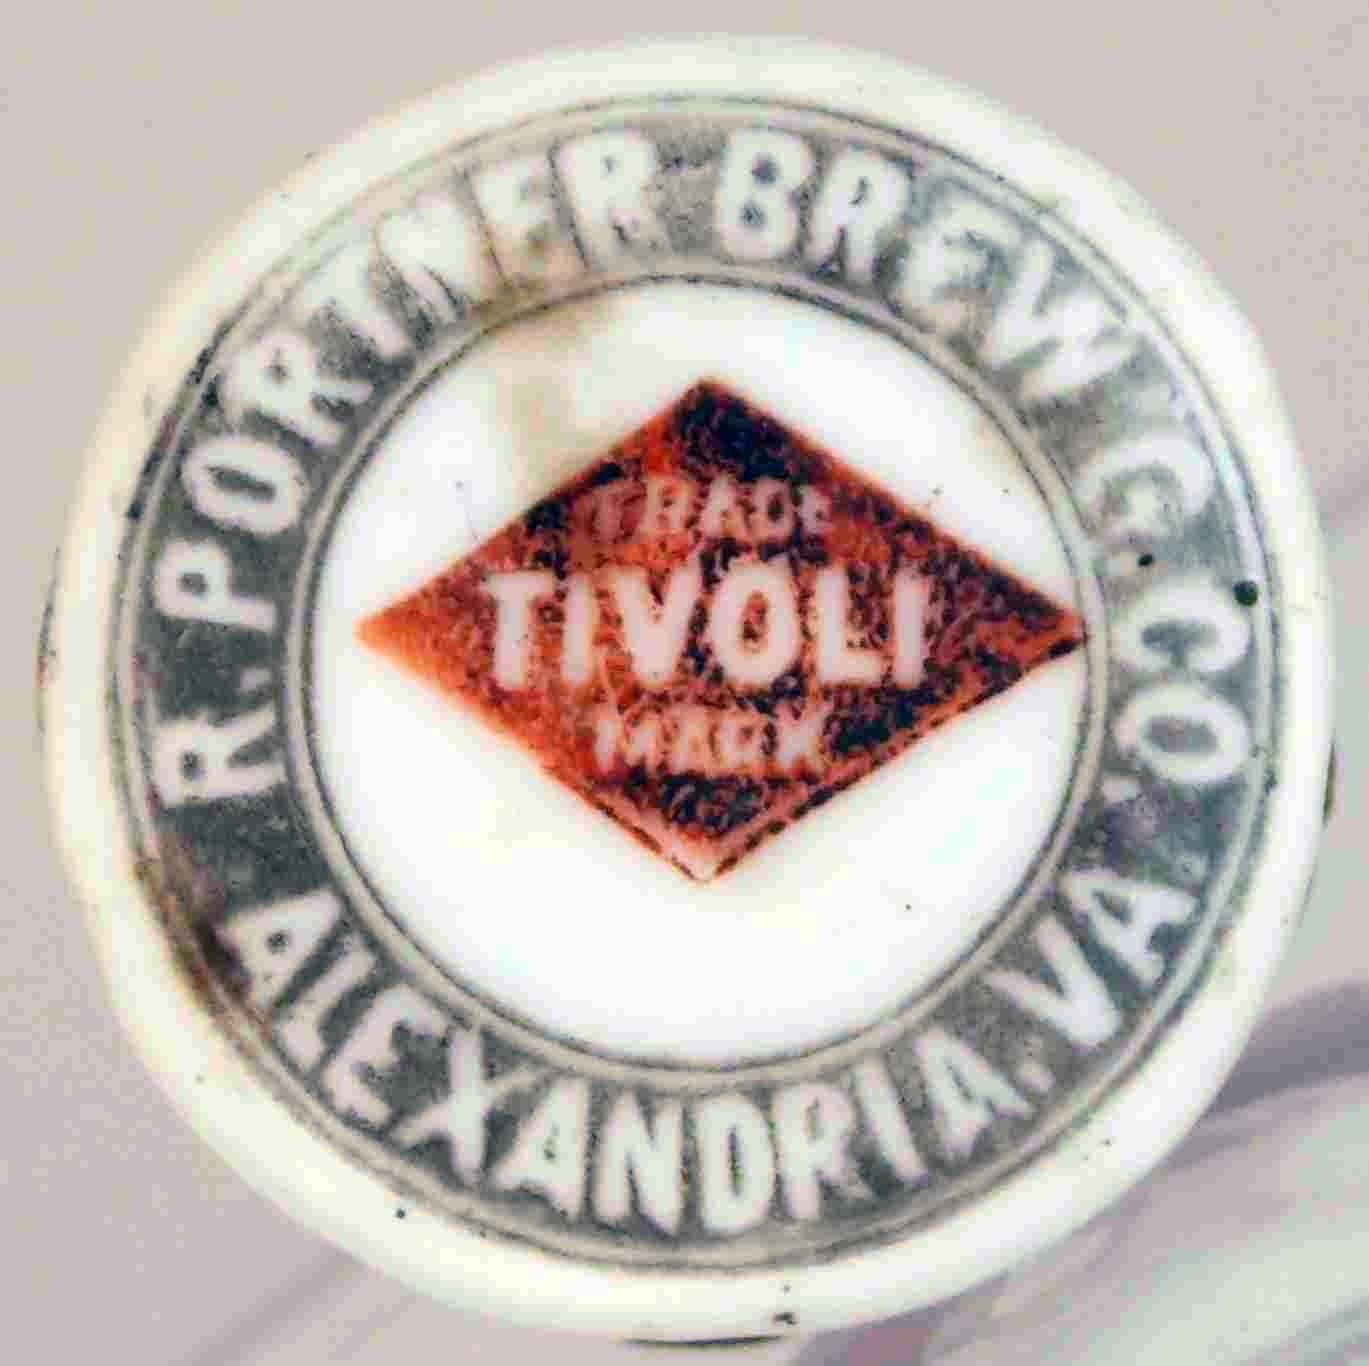 R. PORTNER BREW'G. CO.
TRADE
TIVOLI
MARK
ALEXANDRIA. VA.